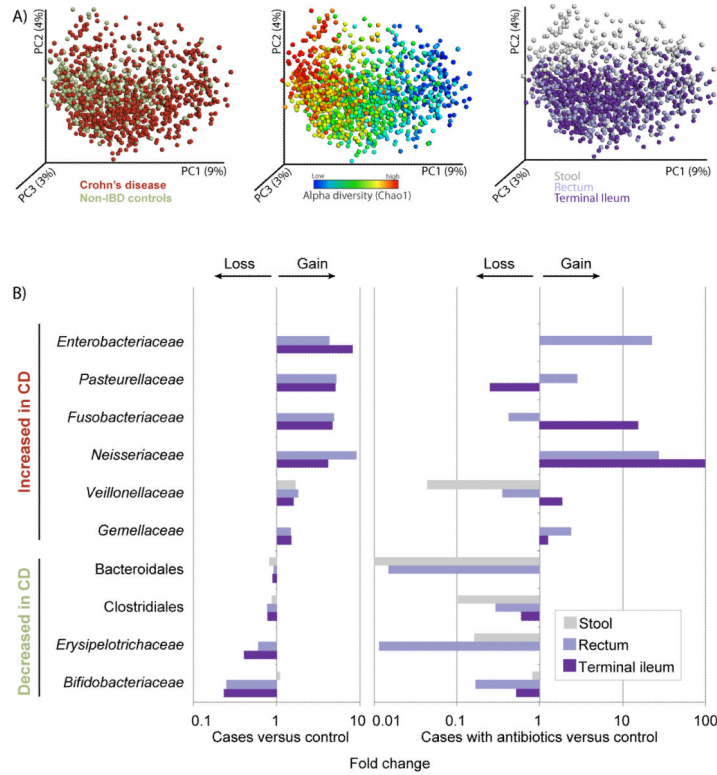 A)
PC2 (4%)
PC1 (9%)
PC3 (3%)
Crohn's disease
Non-IBD controls
PC2 (4%)
Low
high
Alpha diversity (Chao1)
PC1 (9%)
PC3 (3%)
PC2 (4%)
PC1 (9%)
PC3 (3%)
Stool
Rectum
Terminal Ileum
B)
Loss
Gain
Loss
Gain
Increased in CD
Enterobacteriaceae
Pasteurellaceae
Fusobacteriaceae
Neisseriaceae
Veillonellaceae
Gemellaceae
Decreased in CD
Bacteroidales
Clostridiales
Erysipelotrichaceae
Bifidobacteriaceae
Stool
Rectum
Terminal ileum
0.1
1
10
0.01
0.1
1
10
100
Cases versus control
Cases with antibiotics versus control
Fold change